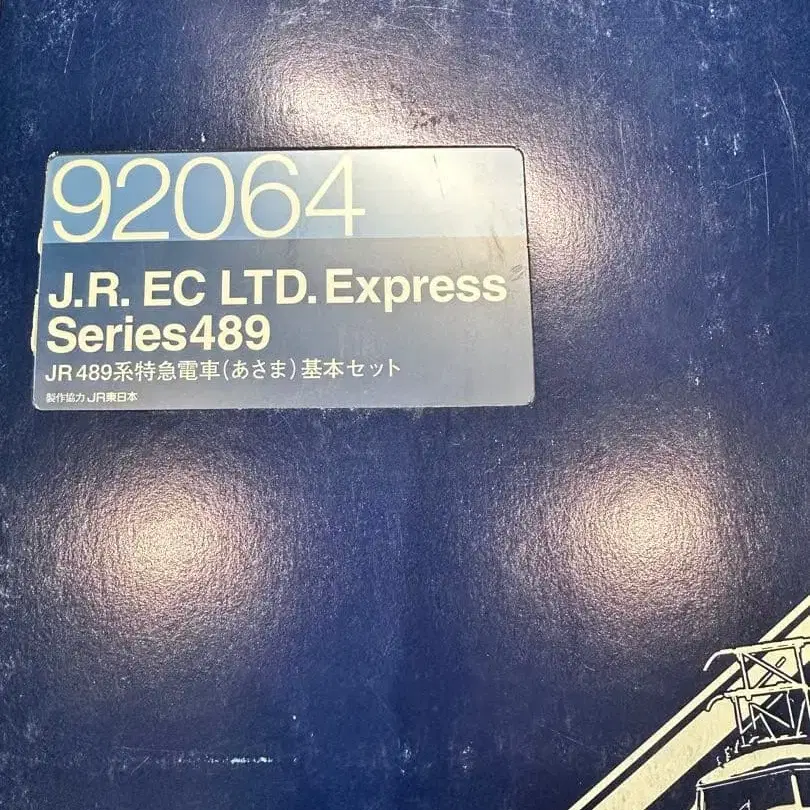 92064
J.R. EC LTD. Express
Series489
JR489系特急電車(あさま)基本セット
製作協力 JR東日本